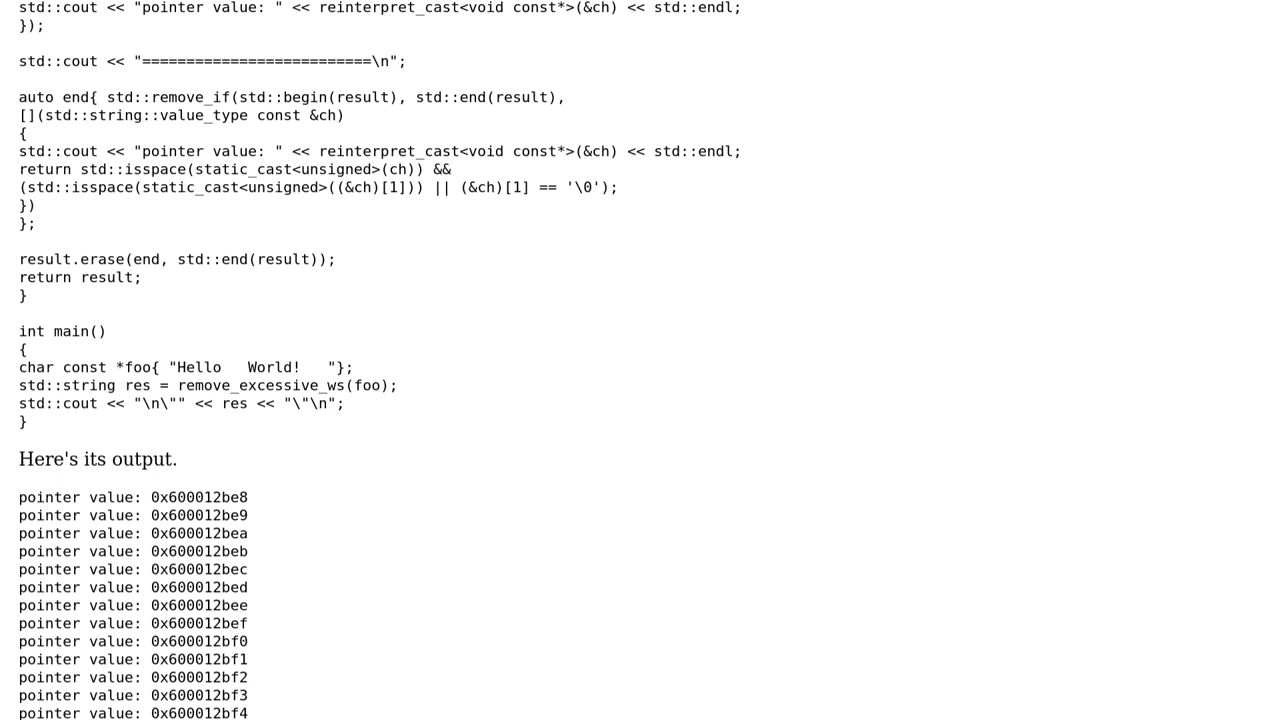 std::cout << "pointer value: " << reinterpret_cast<void const*>(&ch) << std::endl;
});

std::cout << "==========================\n";

auto end{ std::remove_if(std::begin(result), std::end(result),
[](std::string::value_type const &ch)
{
std::cout << "pointer value: " << reinterpret_cast<void const*>(&ch) << std::endl;
return std::isspace(static_cast<unsigned>(ch)) &&
(std::isspace(static_cast<unsigned>((&ch)[1])) || (&ch)[1] == '\0');
})
};

result.erase(end, std::end(result));
return result;
}

int main()
{
char const *foo{ "Hello   World!   "};
std::string res = remove_excessive_ws(foo);
std::cout << "\n\"" << res << "\"\n";
}

Here's its output.

pointer value: 0x600012be8
pointer value: 0x600012be9
pointer value: 0x600012bea
pointer value: 0x600012beb
pointer value: 0x600012bec
pointer value: 0x600012bed
pointer value: 0x600012bee
pointer value: 0x600012bef
pointer value: 0x600012bf0
pointer value: 0x600012bf1
pointer value: 0x600012bf2
pointer value: 0x600012bf3
pointer value: 0x600012bf4